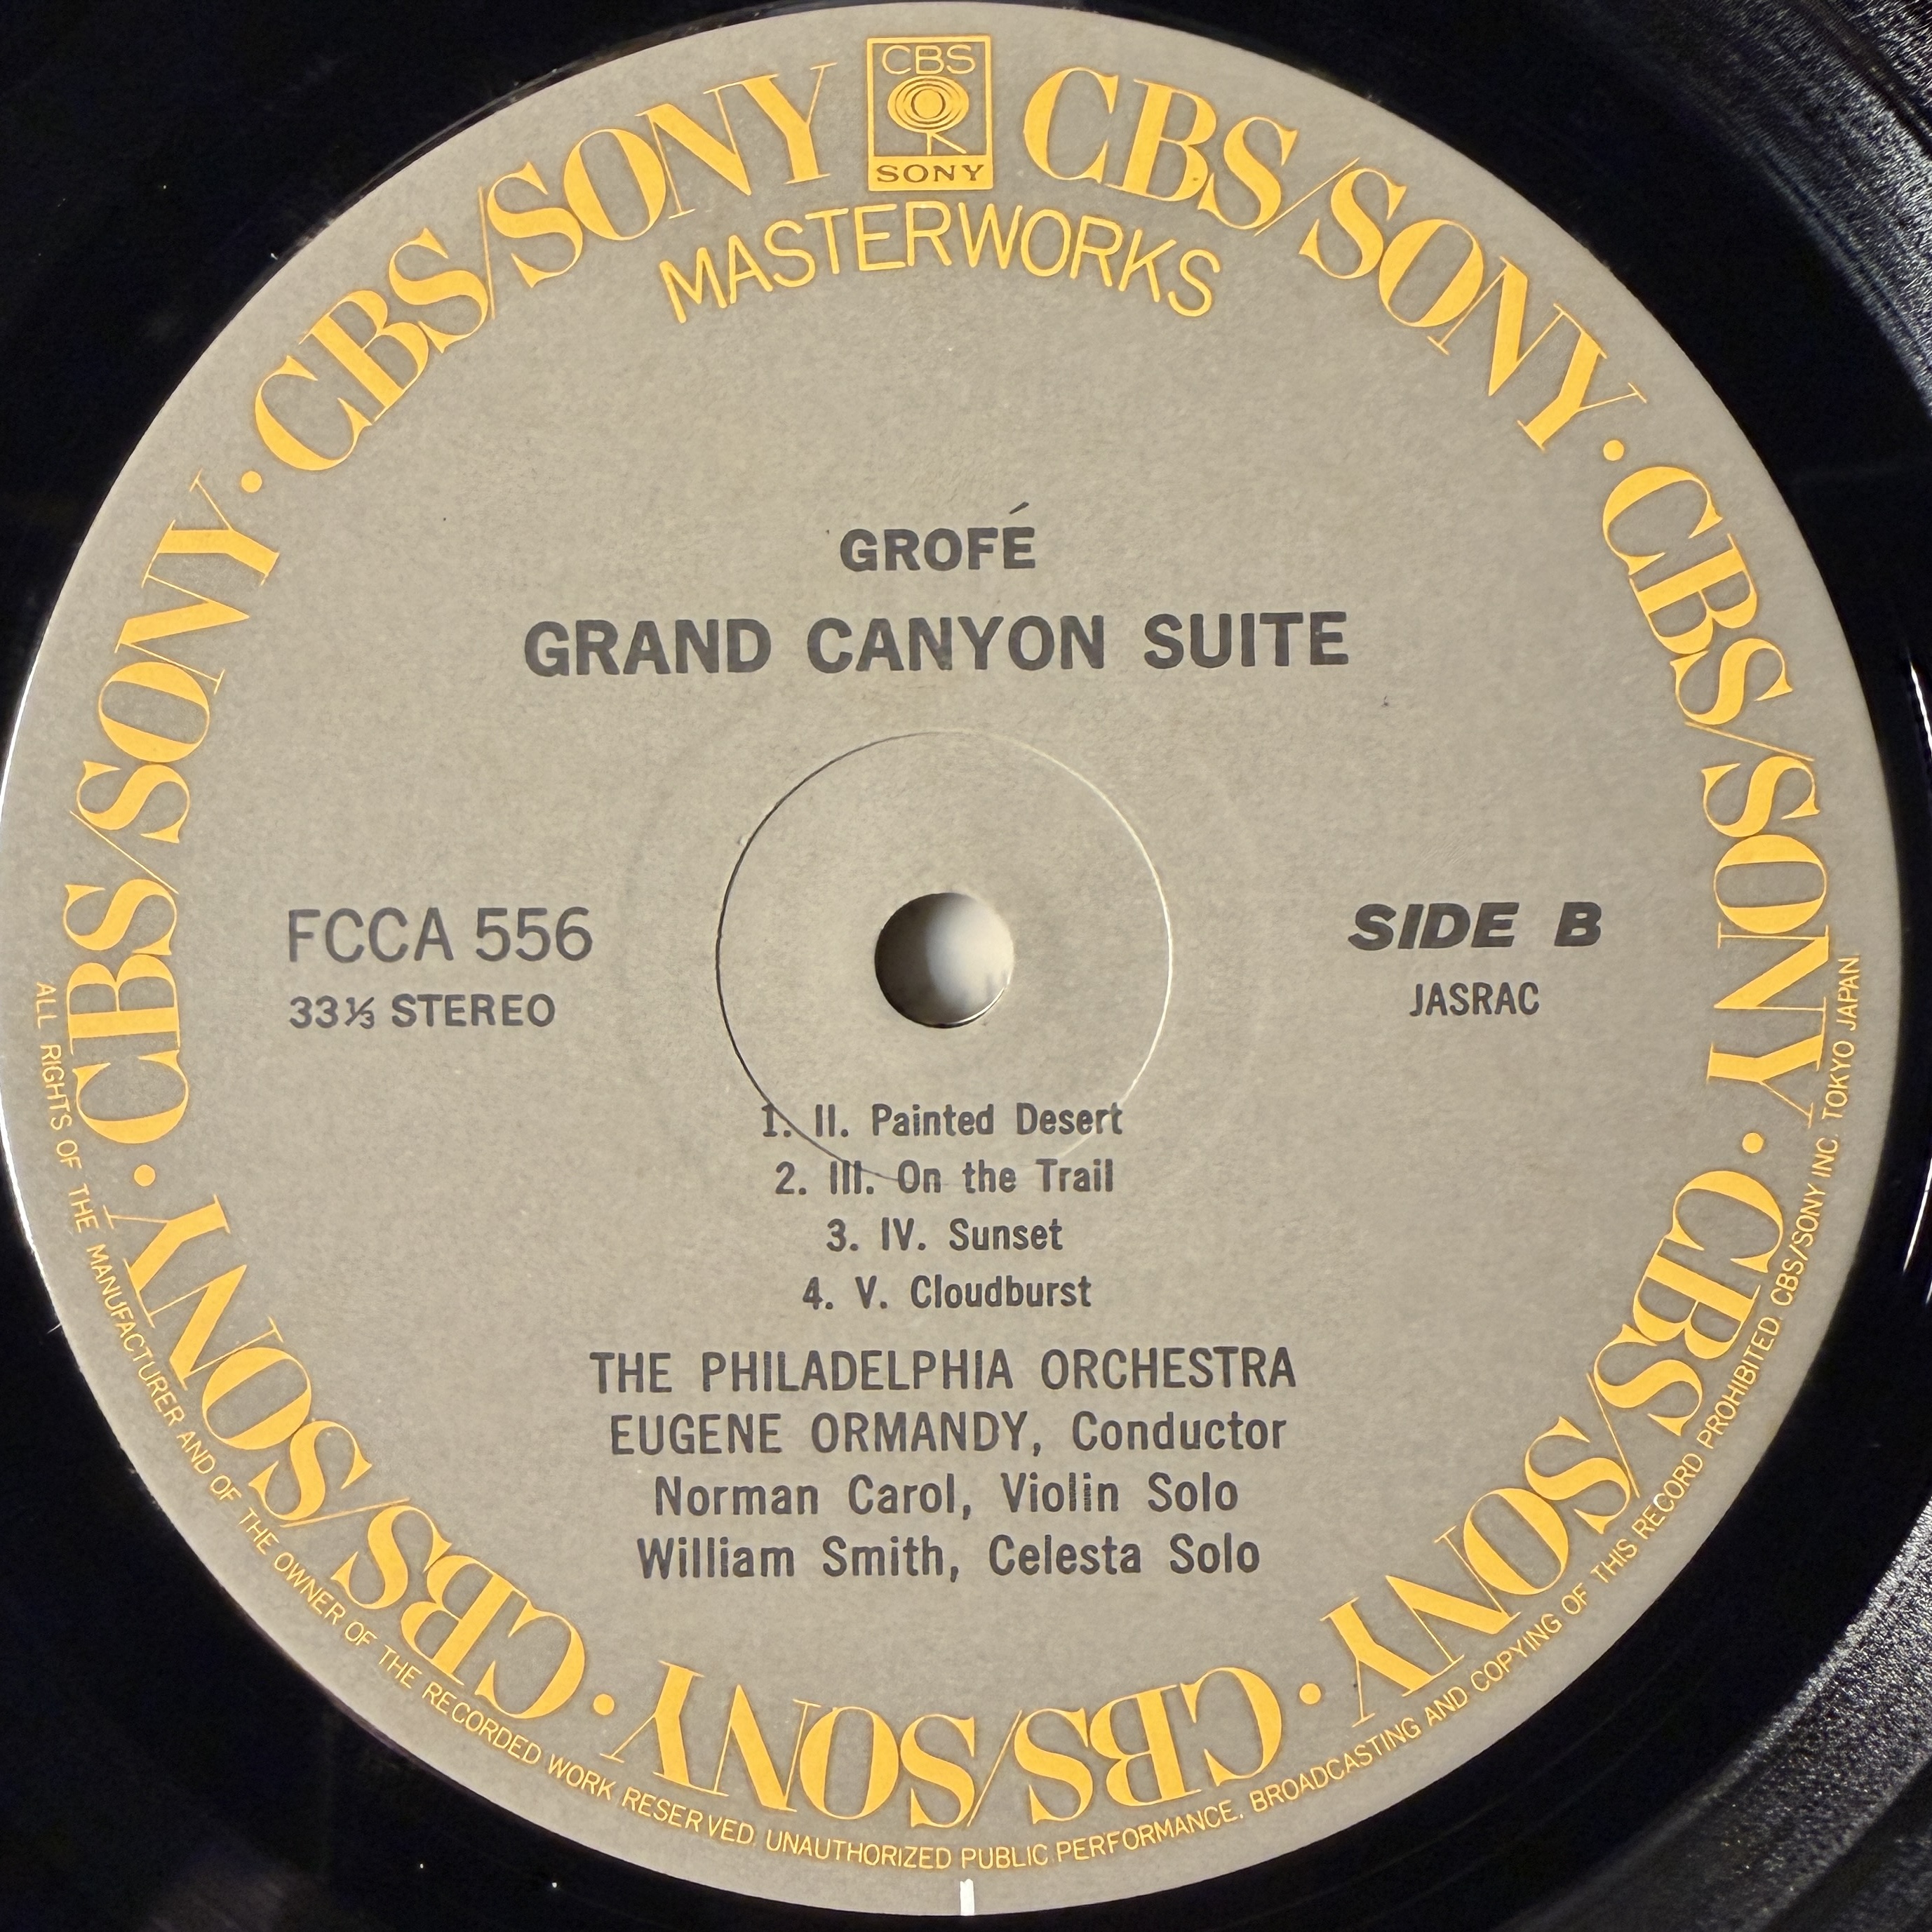 CBS
SONY
CBS/SONY · CBS/SONY · CBS/SONY · CBS/SONY · CBS/SONY · CBS/SONY · CBS/SONY
MASTERWORKS
GROFÉ
GRAND CANYON SUITE
FCCA 556
33⅓ STEREO
SIDE B
JASRAC
1. II. Painted Desert
2. III. On the Trail
3. IV. Sunset
4. V. Cloudburst
THE PHILADELPHIA ORCHESTRA
EUGENE ORMANDY, Conductor
Norman Carol, Violin Solo
William Smith, Celesta Solo
ALL RIGHTS OF THE MANUFACTURER AND OF THE OWNER OF THE RECORDED WORK RESERVED. UNAUTHORIZED PUBLIC PERFORMANCE. BROADCASTING AND COPYING OF THIS RECORD PROHIBITED. CBS/SONY INC. TOKYO JAPAN